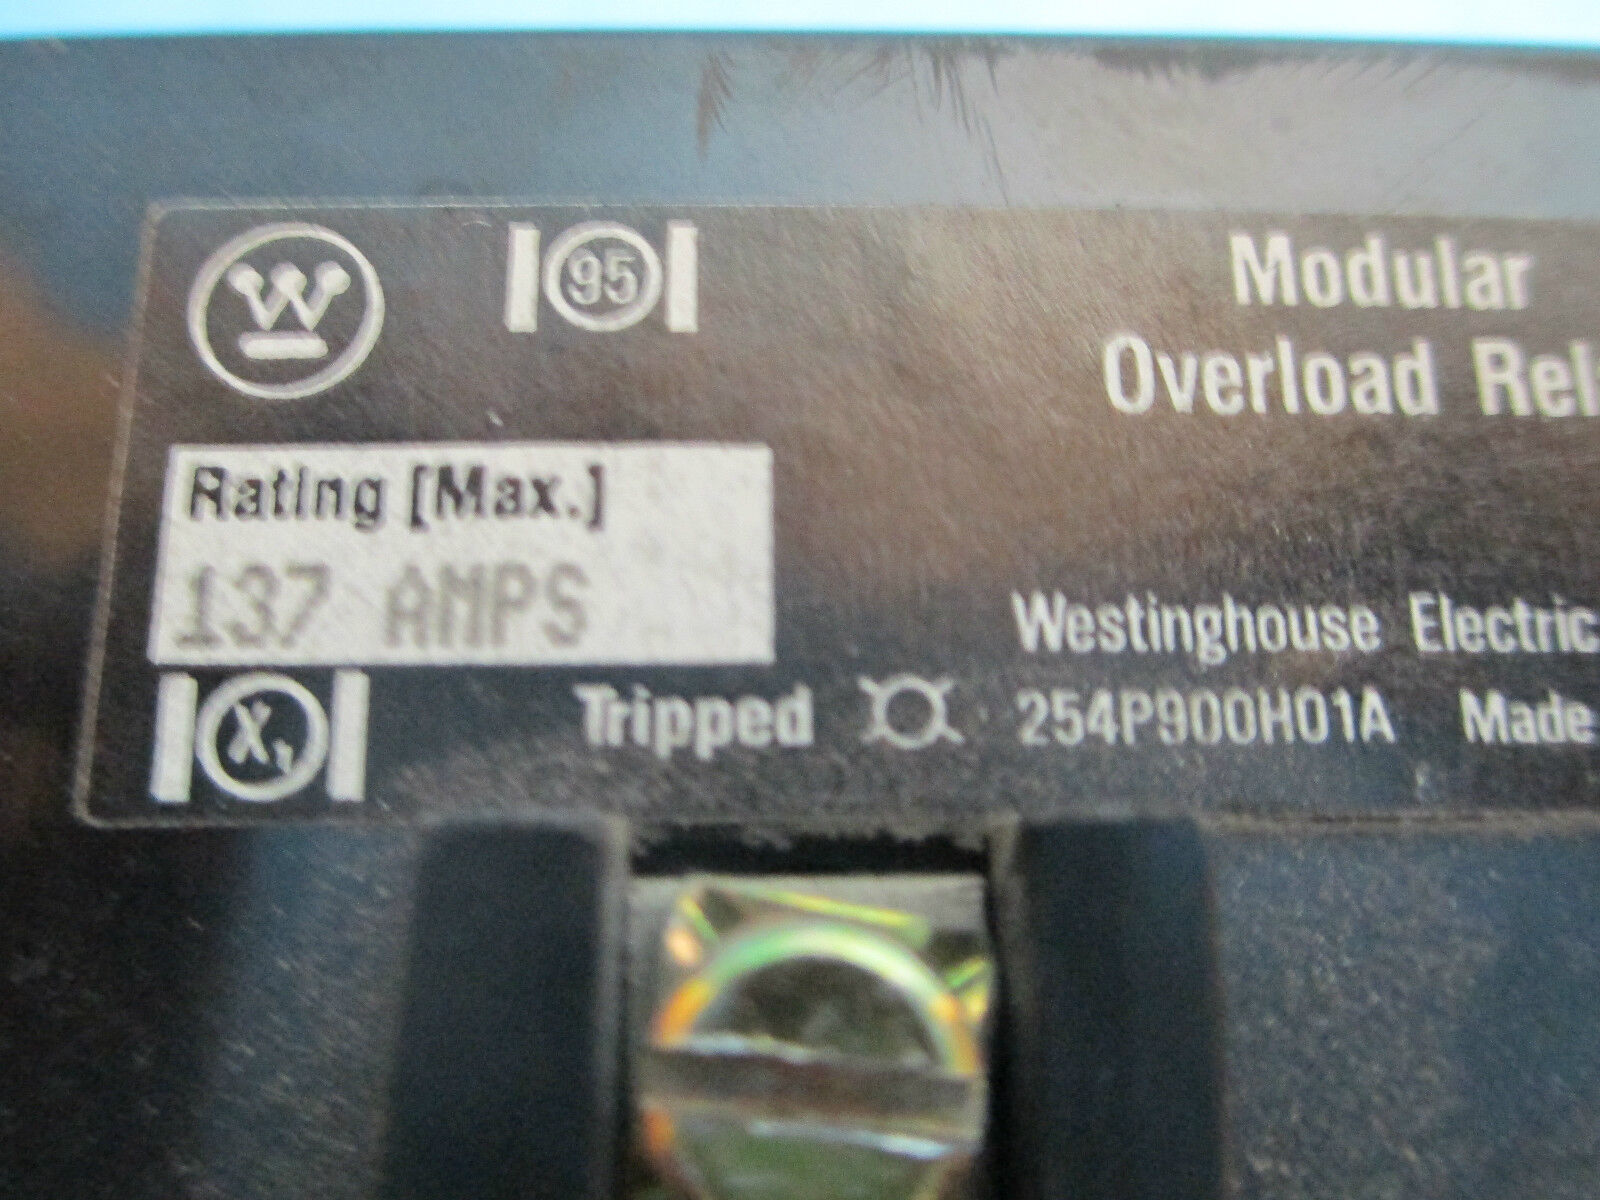 W
95
Modular
Overload Rel
Rating [Max.]
137 AMPS
Westinghouse Electric
X1
Tripped
254P900H01A Made